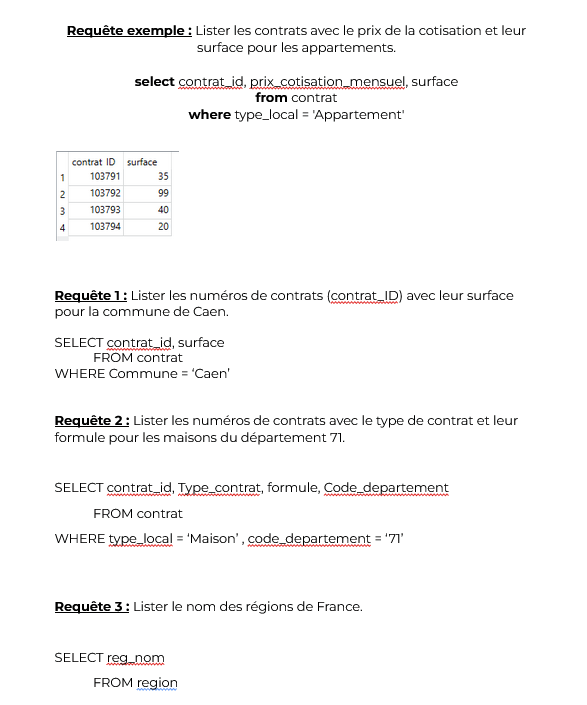 Requête exemple : Lister les contrats avec le prix de la cotisation et leur
surface pour les appartements.
select contrat_id, prix_cotisation_mensuel, surface
from contrat
where type_local = 'Appartement'
contrat ID surface
1 103791 35
2 103792 99
3 103793 40
4 103794 20
Requête 1 : Lister les numéros de contrats (contrat_ID) avec leur surface
pour la commune de Caen.
SELECT contrat_id, surface
FROM contrat
WHERE Commune = ‘Caen’
Requête 2 : Lister les numéros de contrats avec le type de contrat et leur
formule pour les maisons du département 71.
SELECT contrat_id, Type_contrat, formule, Code_departement
FROM contrat
WHERE type_local = ‘Maison’ , code_departement = ‘71’
Requête 3 : Lister le nom des régions de France.
SELECT reg_nom
FROM region